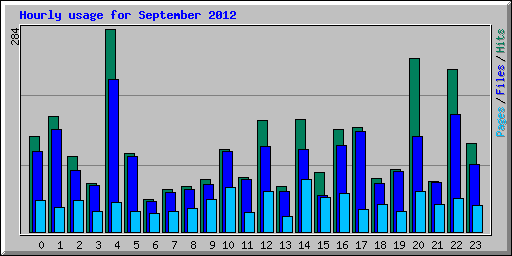 Hourly usage for September 2012
284
Pages / Files / Hits
0 1 2 3 4 5 6 7 8 9 10 11 12 13 14 15 16 17 18 19 20 21 22 23